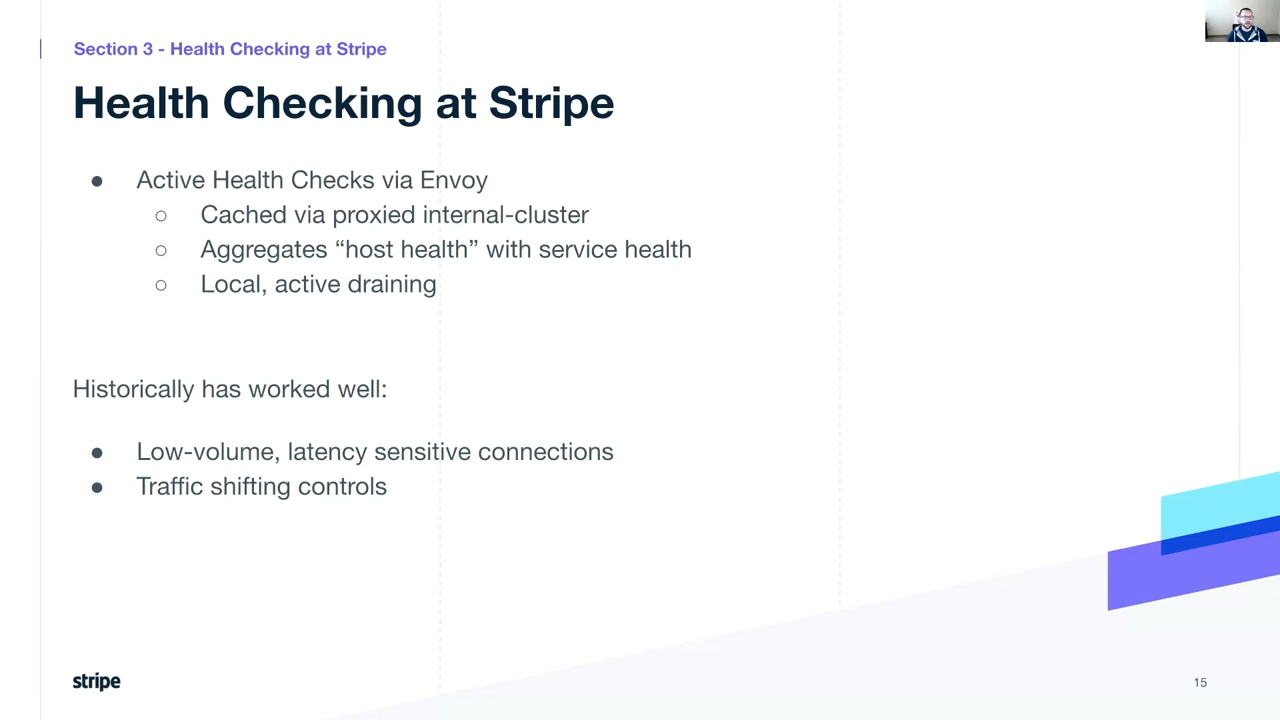 Section 3 - Health Checking at Stripe
Health Checking at Stripe
● Active Health Checks via Envoy
○ Cached via proxied internal-cluster
○ Aggregates “host health” with service health
○ Local, active draining
Historically has worked well:
● Low-volume, latency sensitive connections
● Traffic shifting controls
stripe
15